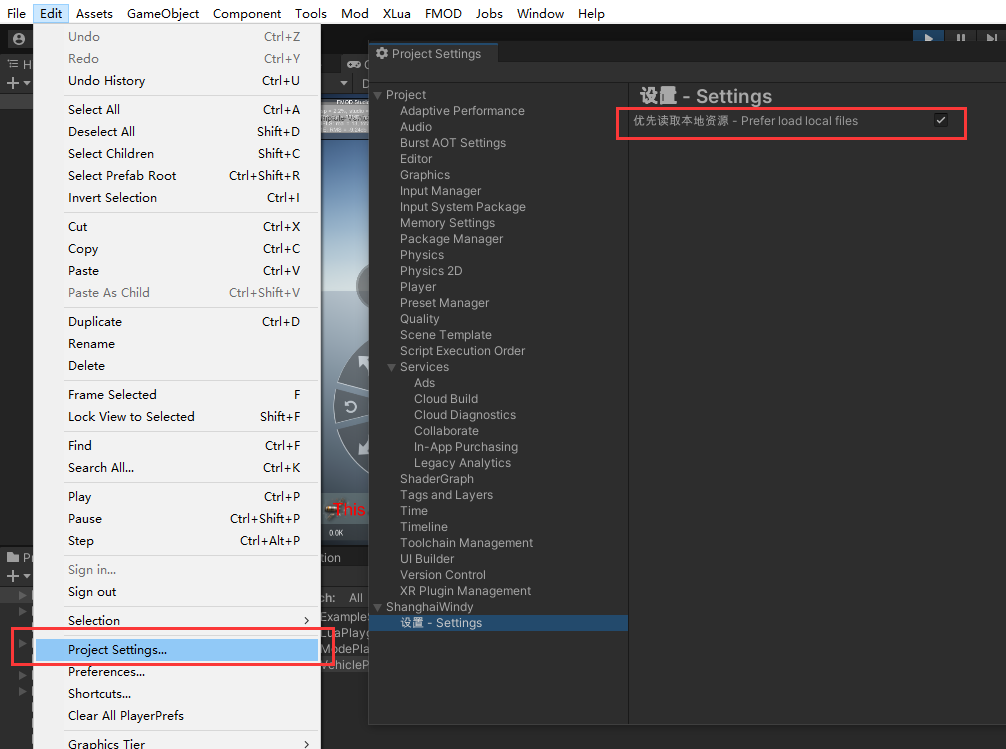 File Edit Assets GameObject Component Tools Mod XLua FMOD Jobs Window Help
Undo Ctrl+Z
Redo Ctrl+Y
Undo History Ctrl+U
Select All Ctrl+A
Deselect All Shift+D
Select Children Shift+C
Select Prefab Root Ctrl+Shift+R
Invert Selection Ctrl+I
Cut Ctrl+X
Copy Ctrl+C
Paste Ctrl+V
Paste As Child Ctrl+Shift+V
Duplicate Ctrl+D
Rename
Delete
Frame Selected F
Lock View to Selected Shift+F
Find Ctrl+F
Search All... Ctrl+K
Play Ctrl+P
Pause Ctrl+Shift+P
Step Ctrl+Alt+P
Sign in...
Sign out
Selection
Project Settings...
Preferences...
Shortcuts...
Clear All PlayerPrefs
Graphics Tier
This
0.0K
All
Project Settings
Project
Adaptive Performance
Audio
Burst AOT Settings
Editor
Graphics
Input Manager
Input System Package
Memory Settings
Package Manager
Physics
Physics 2D
Player
Preset Manager
Quality
Scene Template
Script Execution Order
Services
Ads
Cloud Build
Cloud Diagnostics
Collaborate
In-App Purchasing
Legacy Analytics
ShaderGraph
Tags and Layers
Time
Timeline
Toolchain Management
UI Builder
Version Control
XR Plugin Management
ShanghaiWindy
设置 - Settings
设置 - Settings
优先读取本地资源 - Prefer load local files